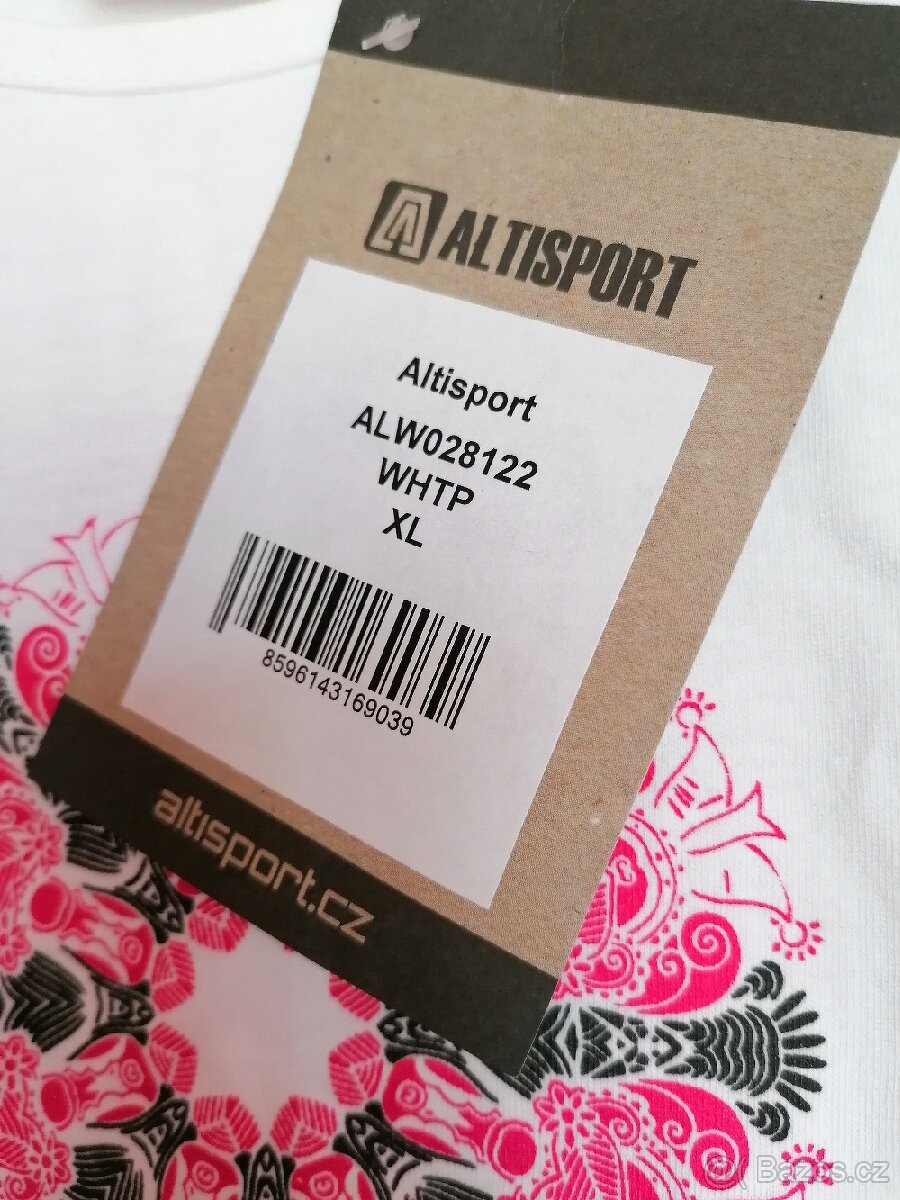 ALTISPORT
Altisport
ALW028122
WHTP
XL
8596143169039
altisport.cz
Bazos.cz